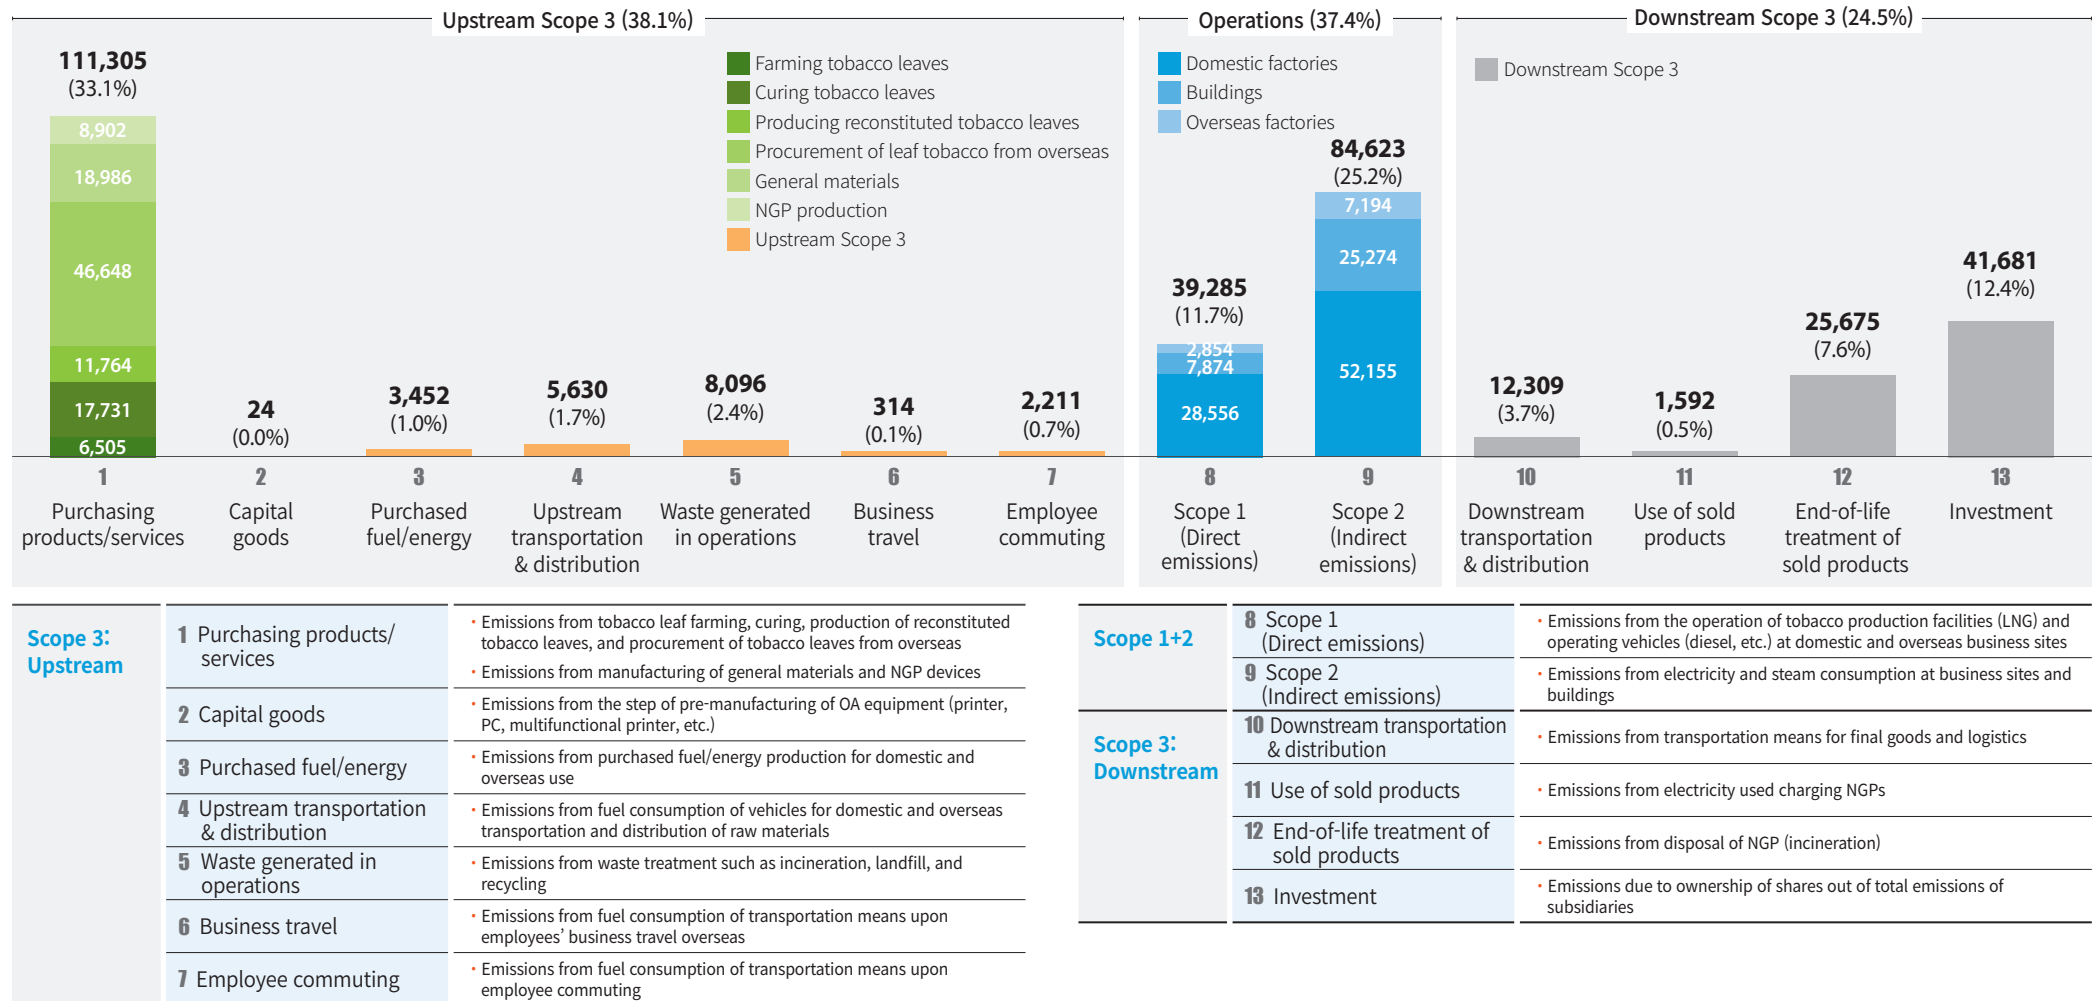 Upstream Scope 3 (38.1%)
Operations (37.4%)
Downstream Scope 3 (24.5%)
Farming tobacco leaves
Curing tobacco leaves
Producing reconstituted tobacco leaves
Procurement of leaf tobacco from overseas
General materials
NGP production
Upstream Scope 3
Domestic factories
Buildings
Overseas factories
Downstream Scope 3
111,305
(33.1%)
8,902
18,986
46,648
11,764
17,731
6,505
24
(0.0%)
3,452
(1.0%)
5,630
(1.7%)
8,096
(2.4%)
314
(0.1%)
2,211
(0.7%)
39,285
(11.7%)
2,854
7,874
28,556
84,623
(25.2%)
7,194
25,274
52,155
12,309
(3.7%)
1,592
(0.5%)
25,675
(7.6%)
41,681
(12.4%)
1
Purchasing
products/services
2
Capital
goods
3
Purchased
fuel/energy
4
Upstream
transportation
& distribution
5
Waste generated
in operations
6
Business
travel
7
Employee
commuting
8
Scope 1
(Direct
emissions)
9
Scope 2
(Indirect
emissions)
10
Downstream
transportation
& distribution
11
Use of sold
products
12
End-of-life
treatment of
sold products
13
Investment
Scope 3:
Upstream
1 Purchasing products/
services
• Emissions from tobacco leaf farming, curing, production of reconstituted
tobacco leaves, and procurement of tobacco leaves from overseas
• Emissions from manufacturing of general materials and NGP devices
2 Capital goods
• Emissions from the step of pre-manufacturing of OA equipment (printer,
PC, multifunctional printer, etc.)
3 Purchased fuel/energy
• Emissions from purchased fuel/energy production for domestic and
overseas use
4 Upstream transportation
& distribution
• Emissions from fuel consumption of vehicles for domestic and overseas
transportation and distribution of raw materials
5 Waste generated in
operations
• Emissions from waste treatment such as incineration, landfill, and
recycling
6 Business travel
• Emissions from fuel consumption of transportation means upon
employees' business travel overseas
7 Employee commuting
• Emissions from fuel consumption of transportation means upon
employee commuting
Scope 1+2
8 Scope 1
(Direct emissions)
• Emissions from the operation of tobacco production facilities (LNG) and
operating vehicles (diesel, etc.) at domestic and overseas business sites
9 Scope 2
(Indirect emissions)
• Emissions from electricity and steam consumption at business sites and
buildings
Scope 3:
Downstream
10 Downstream transportation
& distribution
• Emissions from transportation means for final goods and logistics
11 Use of sold products
• Emissions from electricity used charging NGPs
12 End-of-life treatment of
sold products
• Emissions from disposal of NGP (incineration)
13 Investment
• Emissions due to ownership of shares out of total emissions of
subsidiaries